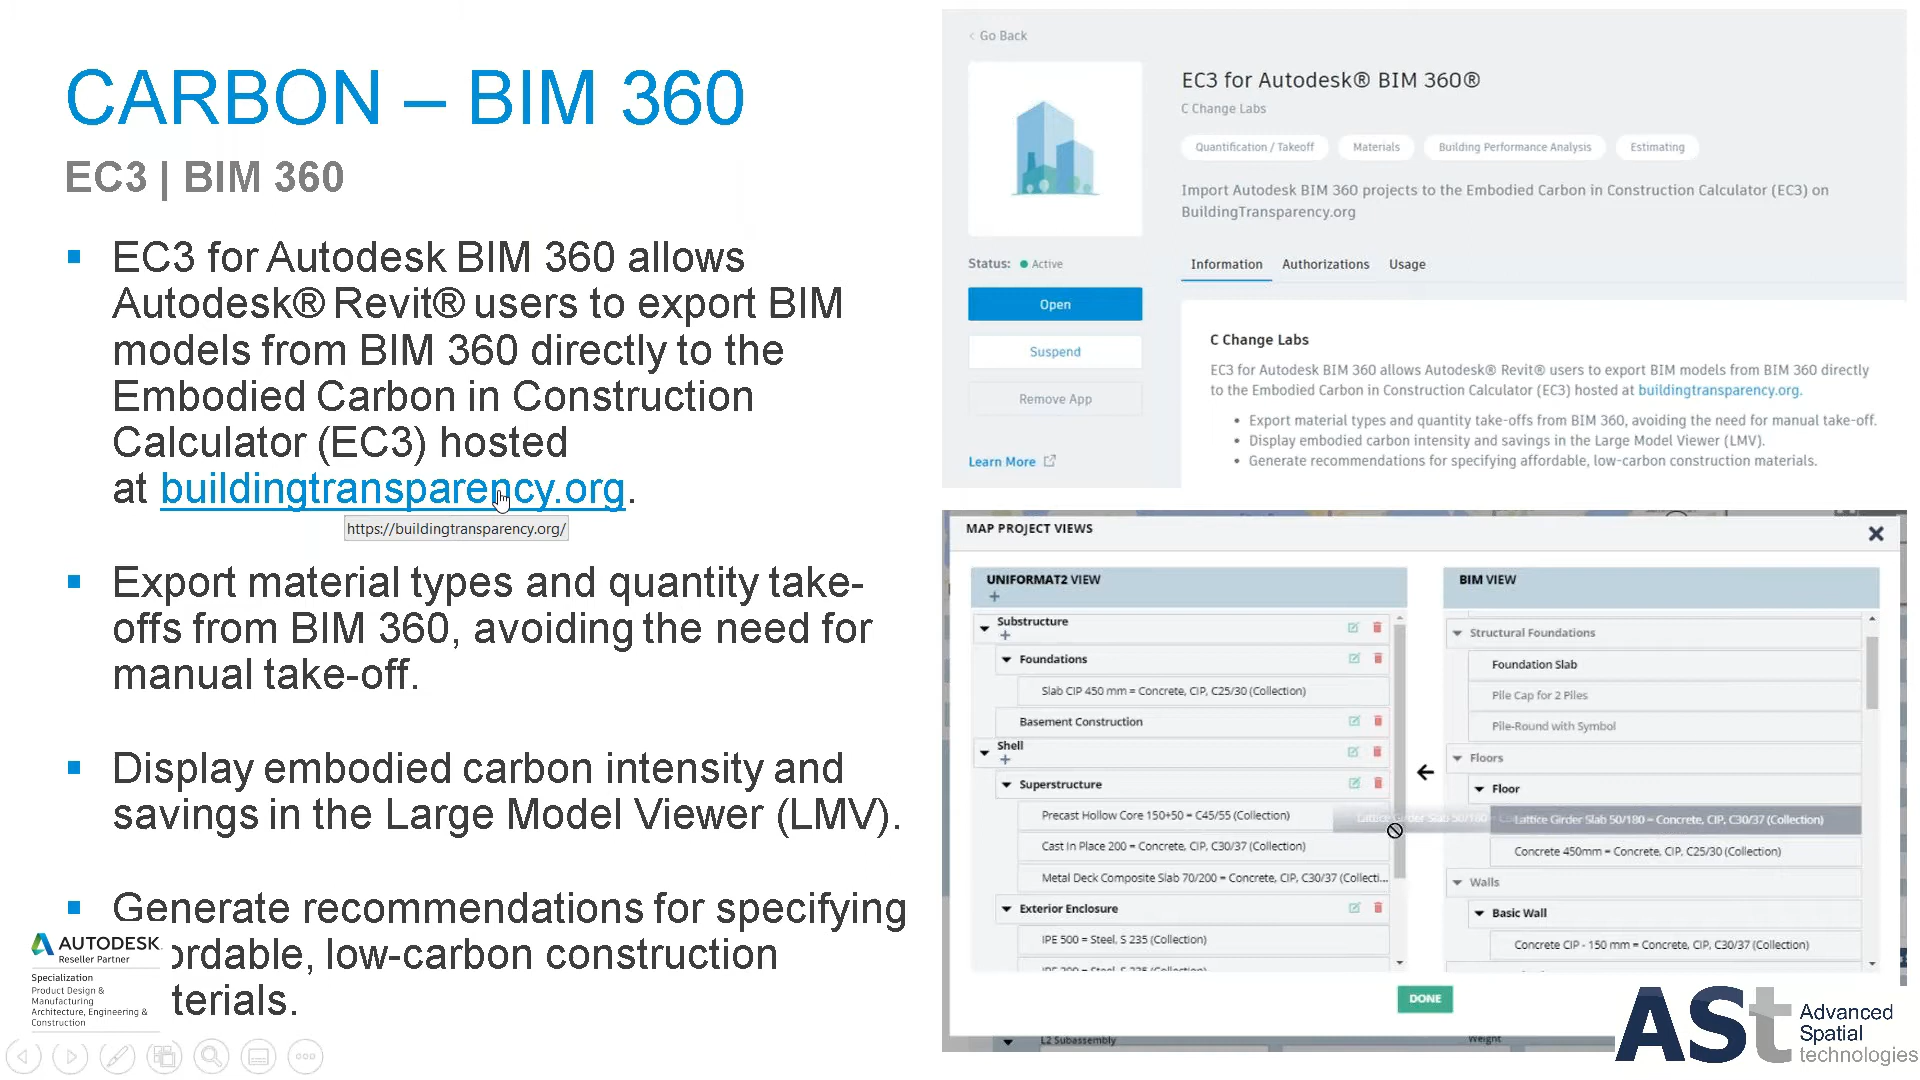 CARBON – BIM 360
EC3 | BIM 360
EC3 for Autodesk BIM 360 allows
Autodesk® Revit® users to export BIM
models from BIM 360 directly to the
Embodied Carbon in Construction
Calculator (EC3) hosted
at buildingtransparency.org.
https://buildingtransparency.org/
Export material types and quantity take-
offs from BIM 360, avoiding the need for
manual take-off.
Display embodied carbon intensity and
savings in the Large Model Viewer (LMV).
Generate recommendations for specifying
ordable, low-carbon construction
terials.
AUTODESK
Reseller Partner
Specialization
Product Design &
Manufacturing
Architecture, Engineering &
Construction
Go Back
EC3 for Autodesk® BIM 360®
C Change Labs
Quantification / Takeoff
Materials
Building Performance Analysis
Estimating
Import Autodesk BIM 360 projects to the Embodied Carbon in Construction Calculator (EC3) on
BuildingTransparency.org
Status: Active
Open
Suspend
Remove App
Learn More
Information Authorizations Usage
C Change Labs
EC3 for Autodesk BIM 360 allows Autodesk® Revit® users to export BIM models from BIM 360 directly
to the Embodied Carbon in Construction Calculator (EC3) hosted at buildingtransparency.org.
Export material types and quantity take-offs from BIM 360, avoiding the need for manual take-off.
Display embodied carbon intensity and savings in the Large Model Viewer (LMV).
Generate recommendations for specifying affordable, low-carbon construction materials.
MAP PROJECT VIEWS
UNIFORMAT2 VIEW
Substructure
Foundations
Slab CIP 450 mm = Concrete, CIP, C25/30 (Collection)
Basement Construction
Shell
Superstructure
Precast Hollow Core 150+50 = C45/55 (Collection)
Cast In Place 200 = Concrete, CIP, C30/37 (Collection)
Metal Deck Composite Slab 70/200 = Concrete, CIP, C30/37 (Collecti...
Exterior Enclosure
IPE 500 = Steel, S 235 (Collection)
BIM VIEW
Structural Foundations
Foundation Slab
Pile Cap for 2 Piles
Pile-Round with Symbol
Floors
Floor
Lattice Girder Slab 50/180 = Concrete, CIP, C30/37 (Collection)
Concrete 450mm = Concrete, CIP, C25/30 (Collection)
Walls
Basic Wall
Concrete CIP - 150 mm = Concrete, CIP, C30/37 (Collection)
DONE
L2 Subassembly
Weight
ASt
Advanced
Spatial
technologies